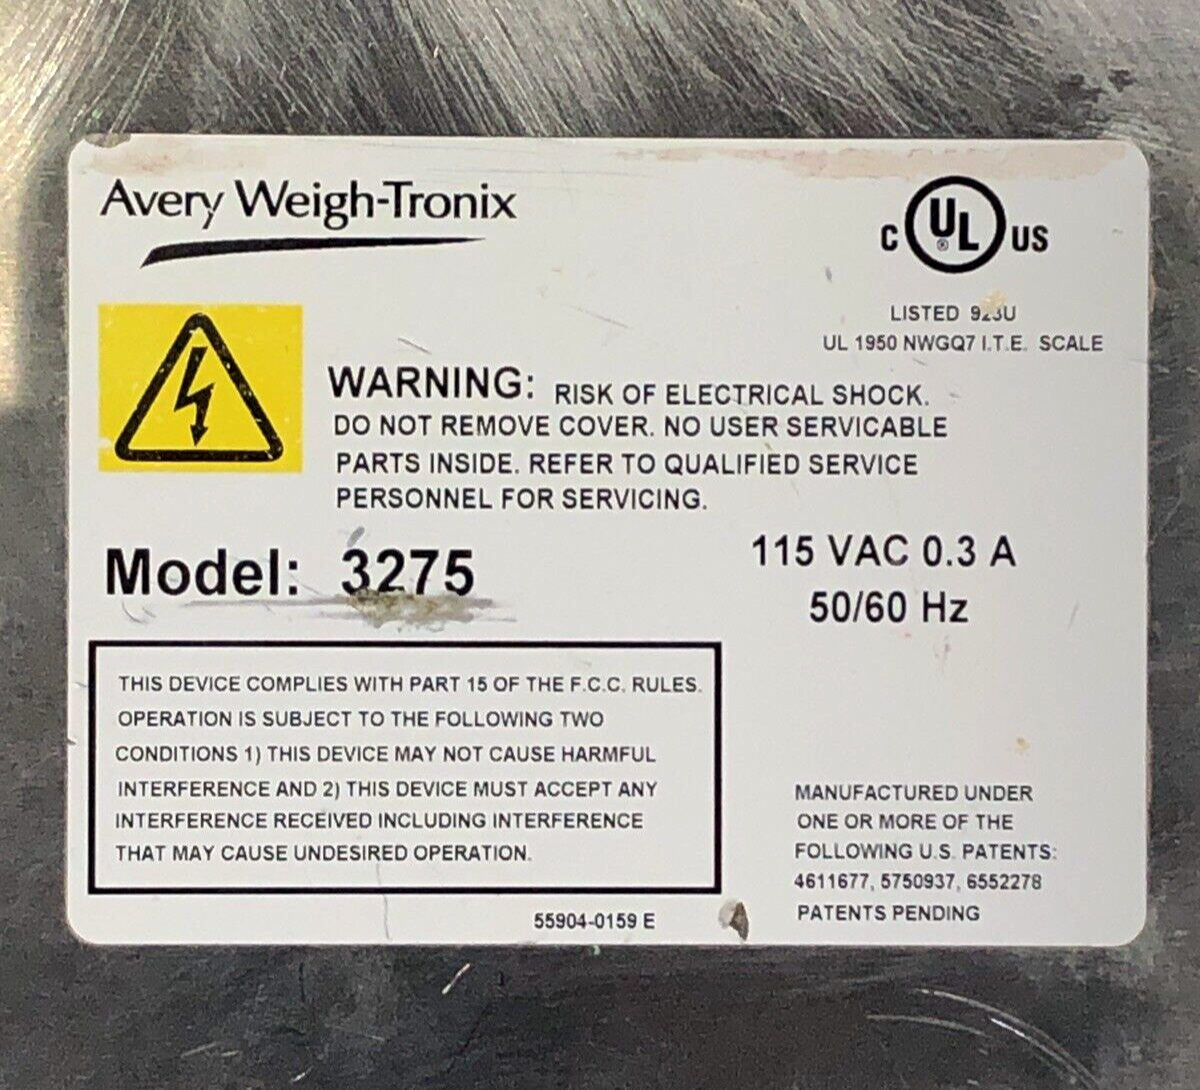 Avery Weigh-Tronix
C UL ® US
LISTED 923U
UL 1950 NWGQ7 I.T.E. SCALE
WARNING: RISK OF ELECTRICAL SHOCK.
DO NOT REMOVE COVER. NO USER SERVICABLE
PARTS INSIDE. REFER TO QUALIFIED SERVICE
PERSONNEL FOR SERVICING.
Model: 3275
115 VAC 0.3 A
50/60 Hz
THIS DEVICE COMPLIES WITH PART 15 OF THE F.C.C. RULES.
OPERATION IS SUBJECT TO THE FOLLOWING TWO
CONDITIONS 1) THIS DEVICE MAY NOT CAUSE HARMFUL
INTERFERENCE AND 2) THIS DEVICE MUST ACCEPT ANY
INTERFERENCE RECEIVED INCLUDING INTERFERENCE
THAT MAY CAUSE UNDESIRED OPERATION.
55904-0159 E
MANUFACTURED UNDER
ONE OR MORE OF THE
FOLLOWING U.S. PATENTS:
4611677, 5750937, 6552278
PATENTS PENDING